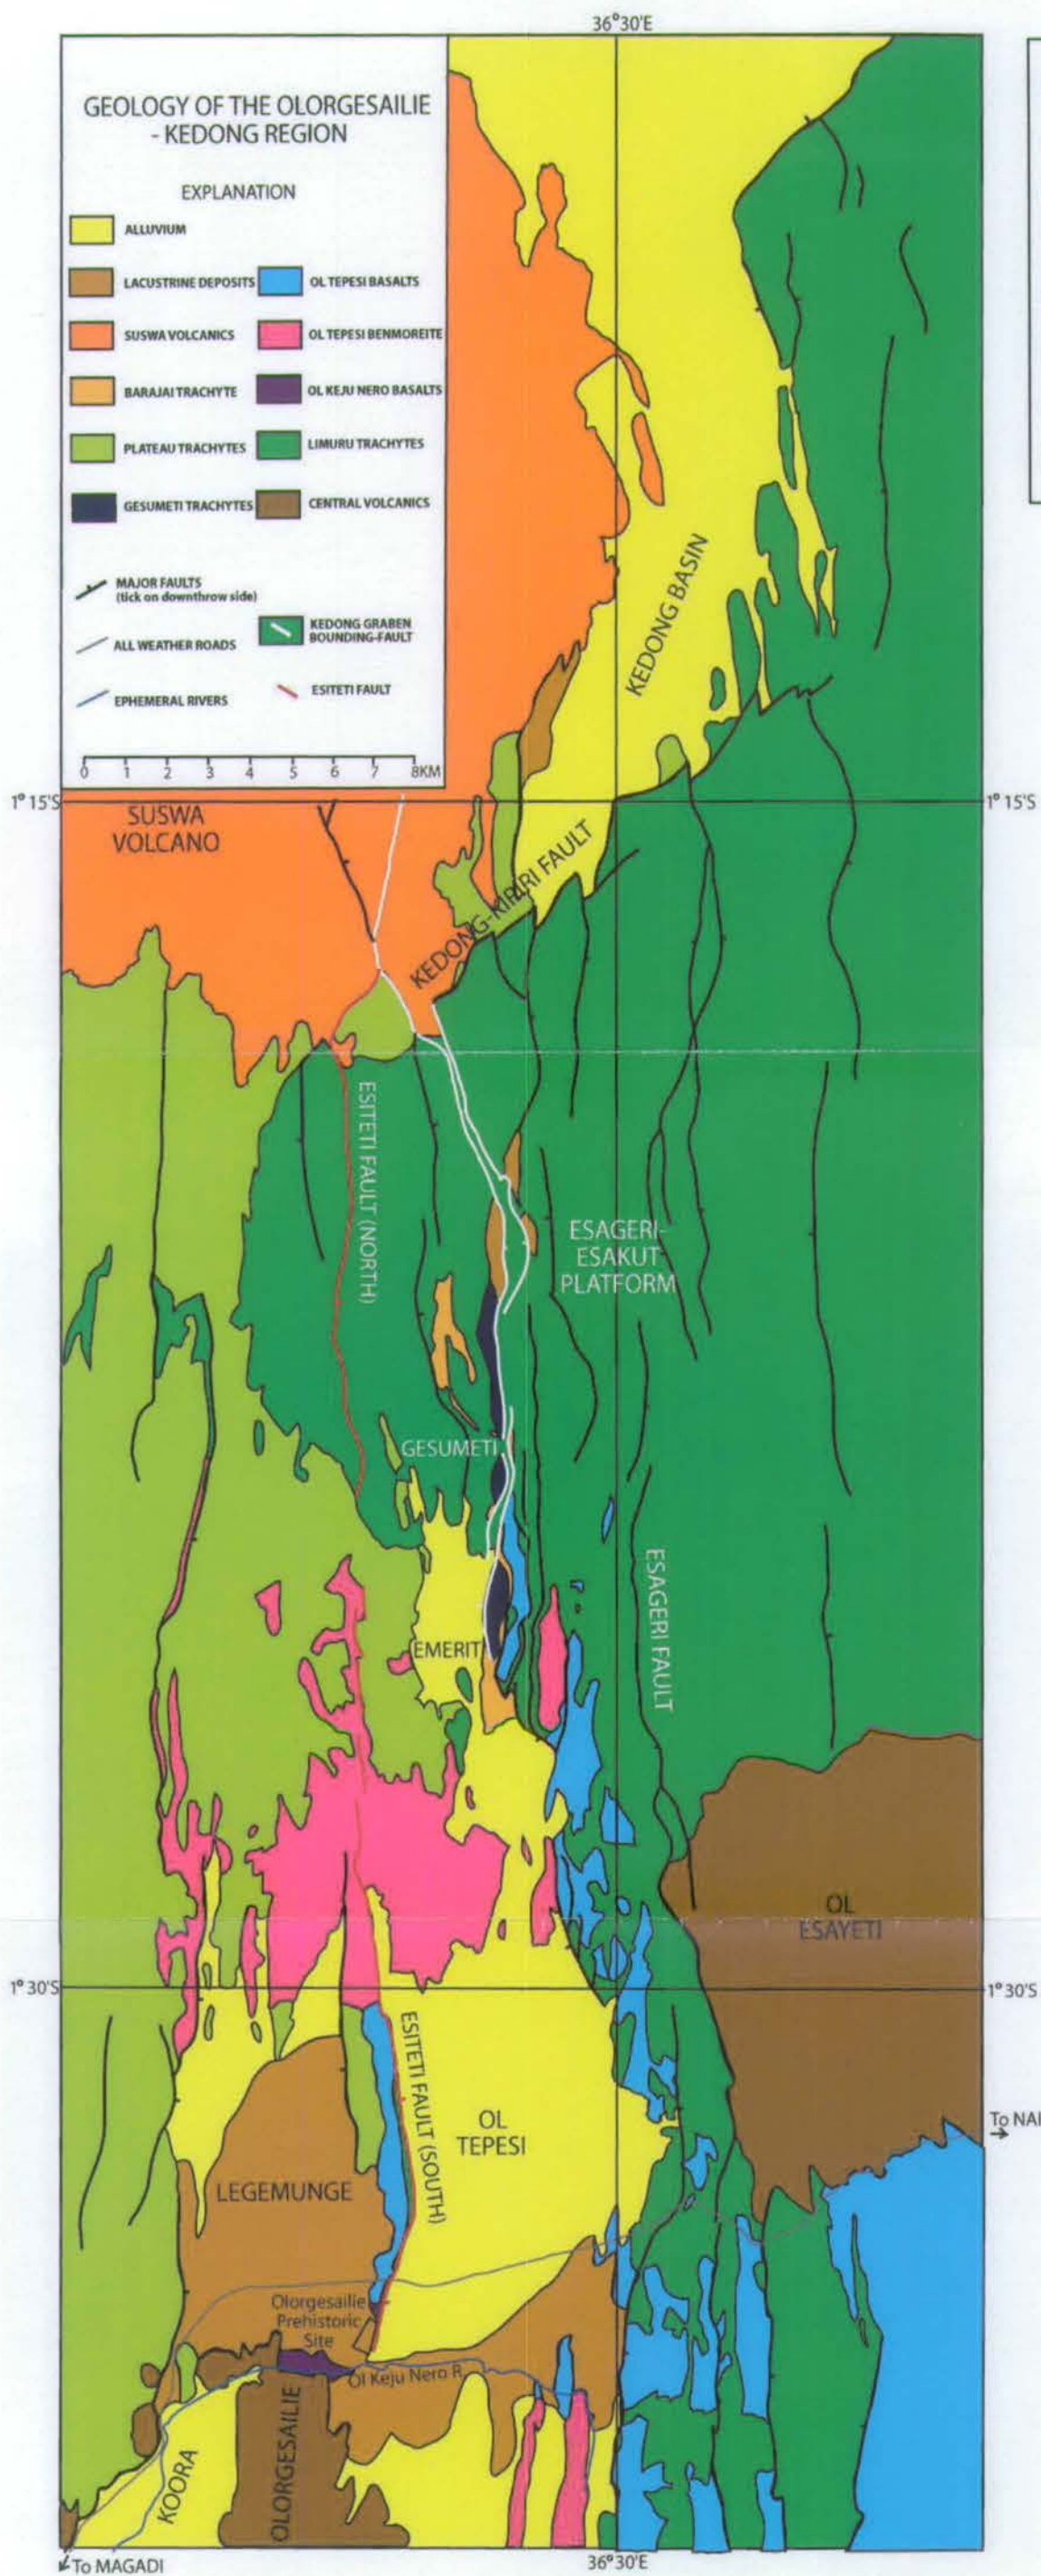 36°30'E
GEOLOGY OF THE OLORGESAILIE
- KEDONG REGION
EXPLANATION
ALLUVIUM
LACUSTRINE DEPOSITS
OL TEPESI BASALTS
SUSWA VOLCANICS
OL TEPESI BENMOREITE
BARAJAI TRACHYTE
OL KEJU NERO BASALTS
PLATEAU TRACHYTES
LIMURU TRACHYTES
GESUMETI TRACHYTES
CENTRAL VOLCANICS
MAJOR FAULTS
(tick on downthrow side)
KEDONG GRABEN
BOUNDING-FAULT
ALL WEATHER ROADS
EPHEMERAL RIVERS
ESITETI FAULT
0 1 2 3 4 5 6 7 8KM
KEDONG BASIN
1° 15'S
1° 15'S
SUSWA
VOLCANO
KEDONG-KIRIRI FAULT
ESITETI FAULT (NORTH)
ESAGERI-
ESAKUT
PLATFORM
GESUMETI
ESAGERI FAULT
EMERIT
OL
ESAYETI
1° 30'S
1° 30'S
ESITETI FAULT (SOUTH)
OL
TEPESI
To NAI
LEGEMUNGE
Olorgesailie
Prehistoric
Site
Ol Keju Nero R.
KOORA
OLORGESAILIE
To MAGADI
36°30'E